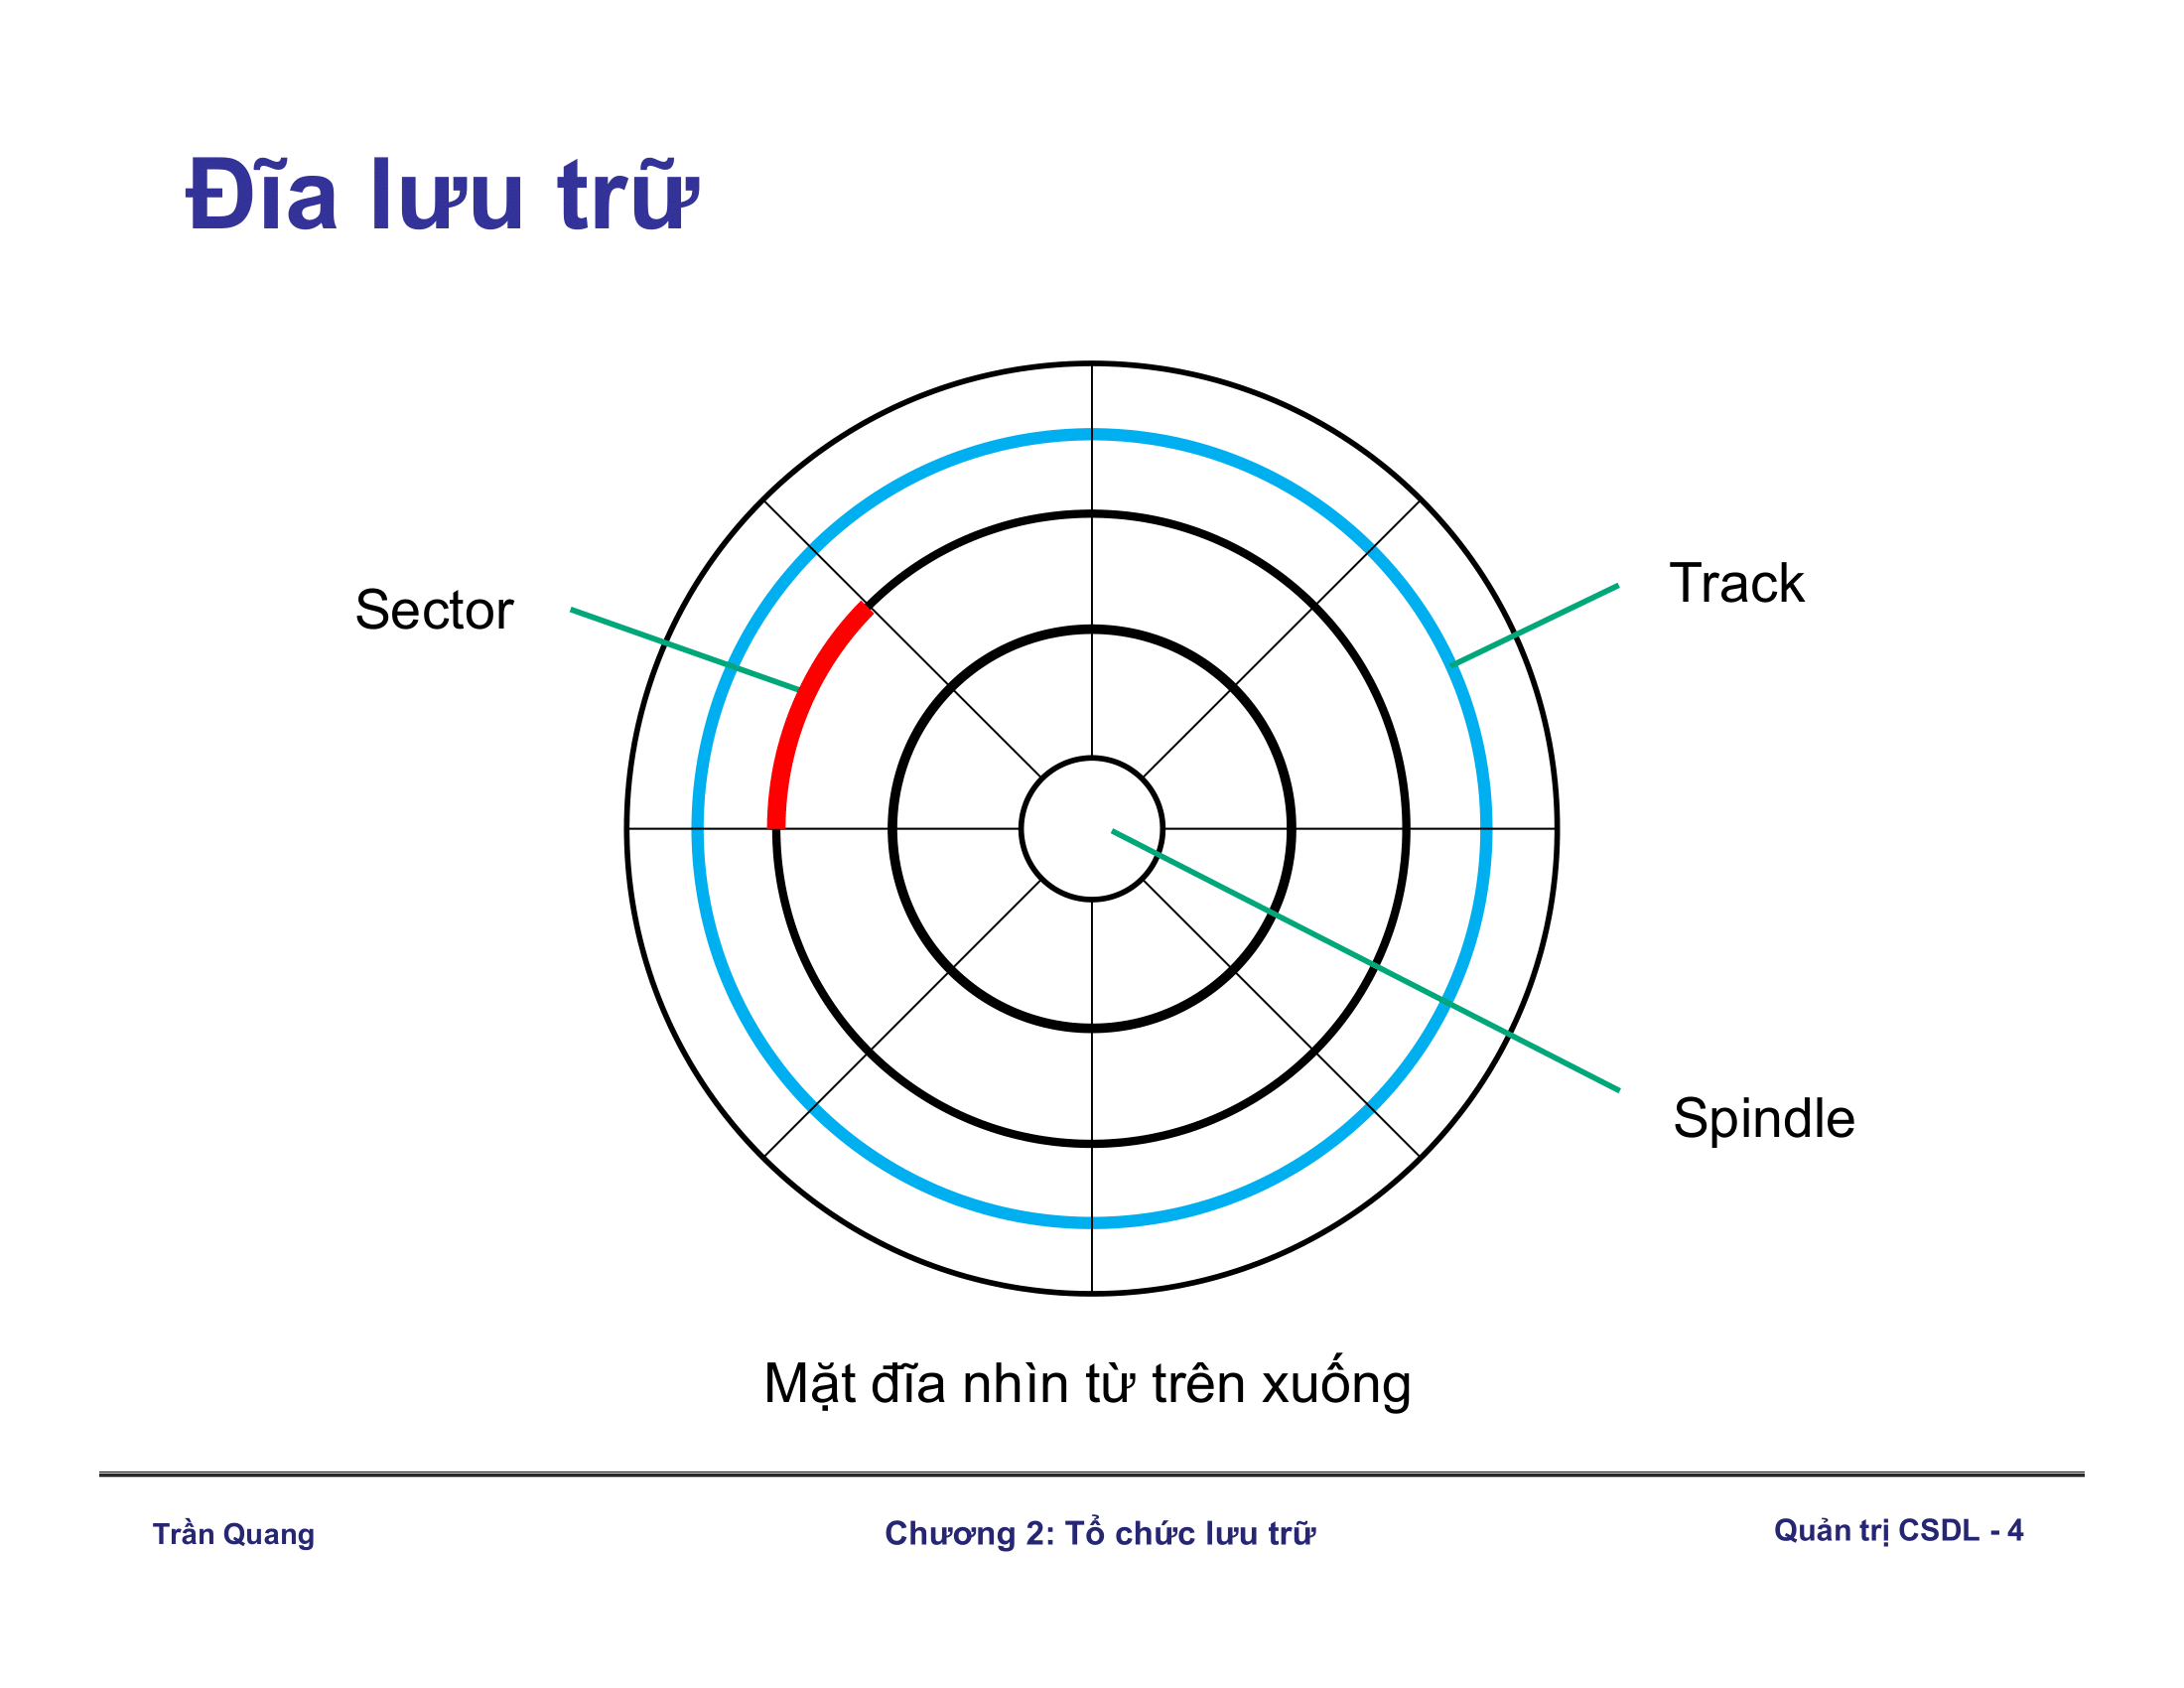 Đĩa lưu trữ
Sector
Track
Spindle
Mặt đĩa nhìn từ trên xuống
Trần Quang
Chương 2: Tổ chức lưu trữ
Quản trị CSDL - 4